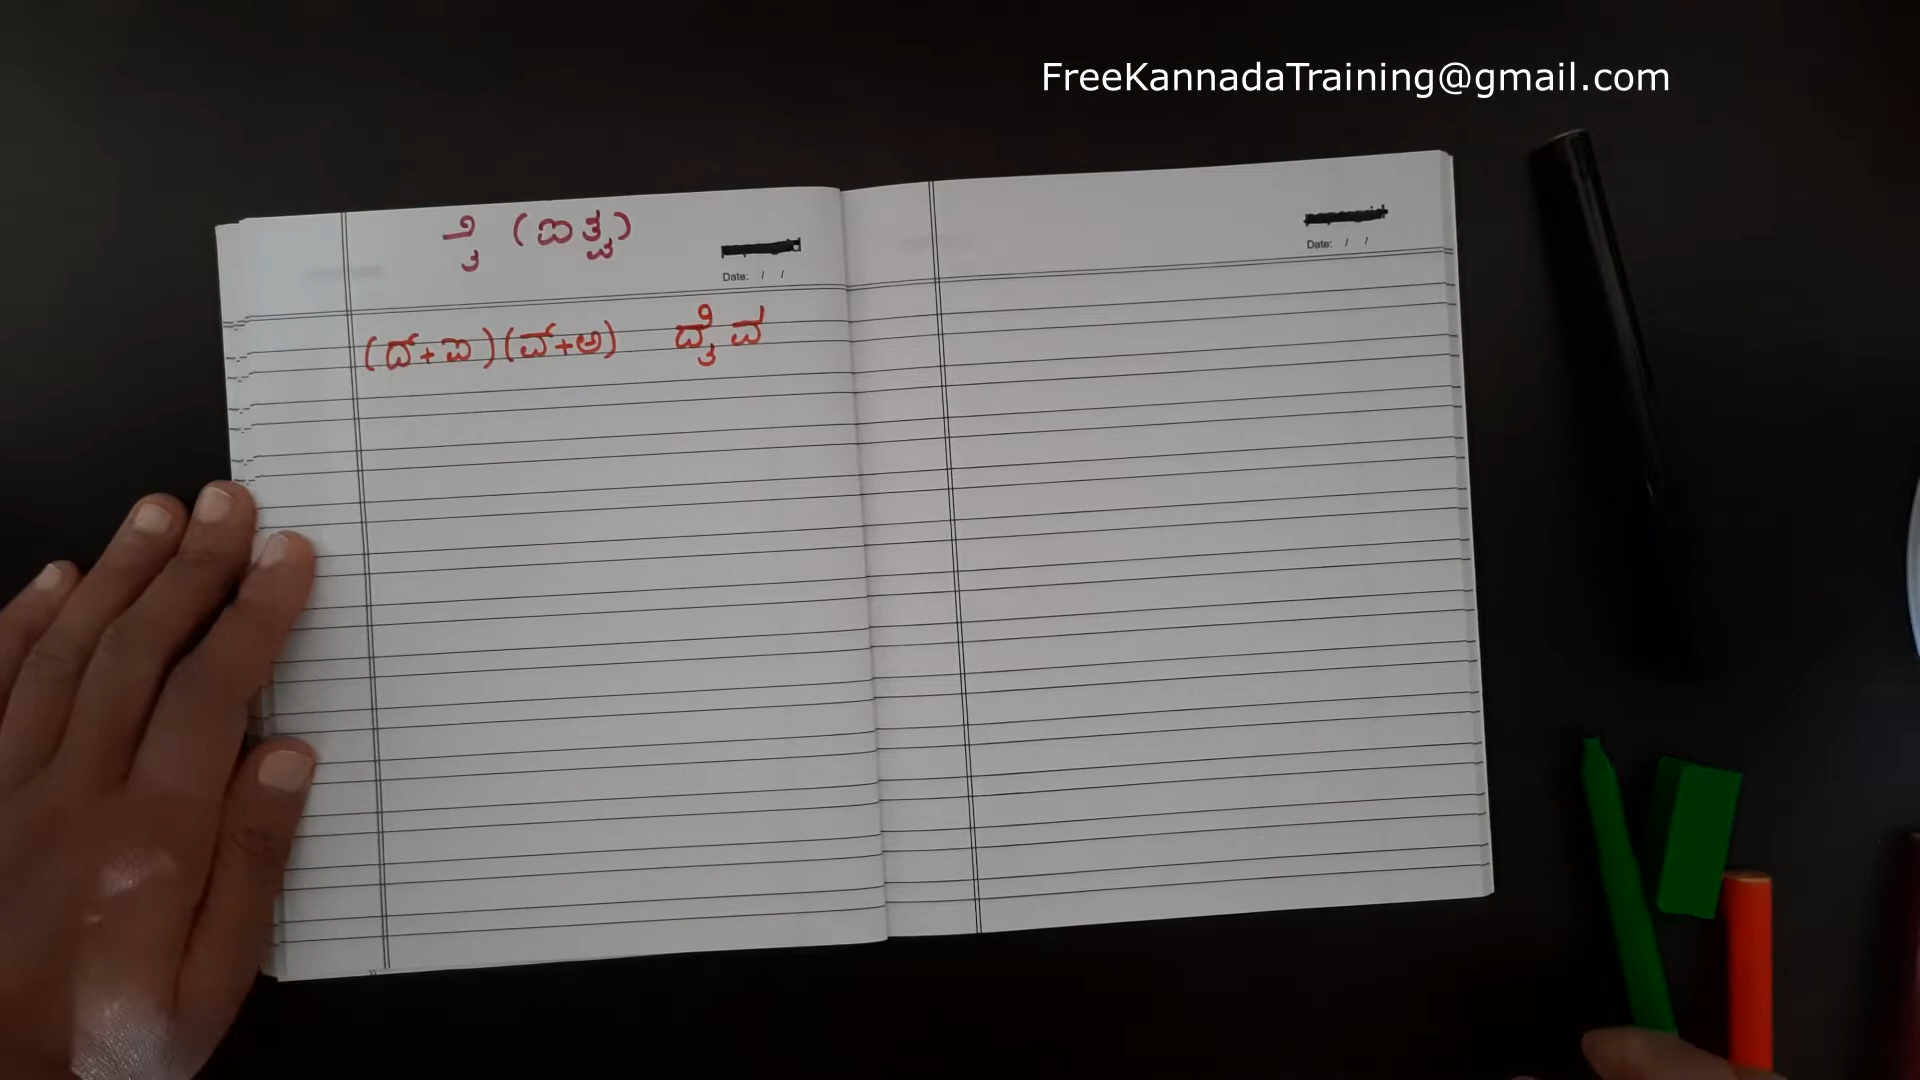 FreeKannadaTraining@gmail.com
ೈ (ಐತ್ವ)
Date: / /
Date: / /
(ದ್+ಐ)(ವ್+ಅ) ದೈವ